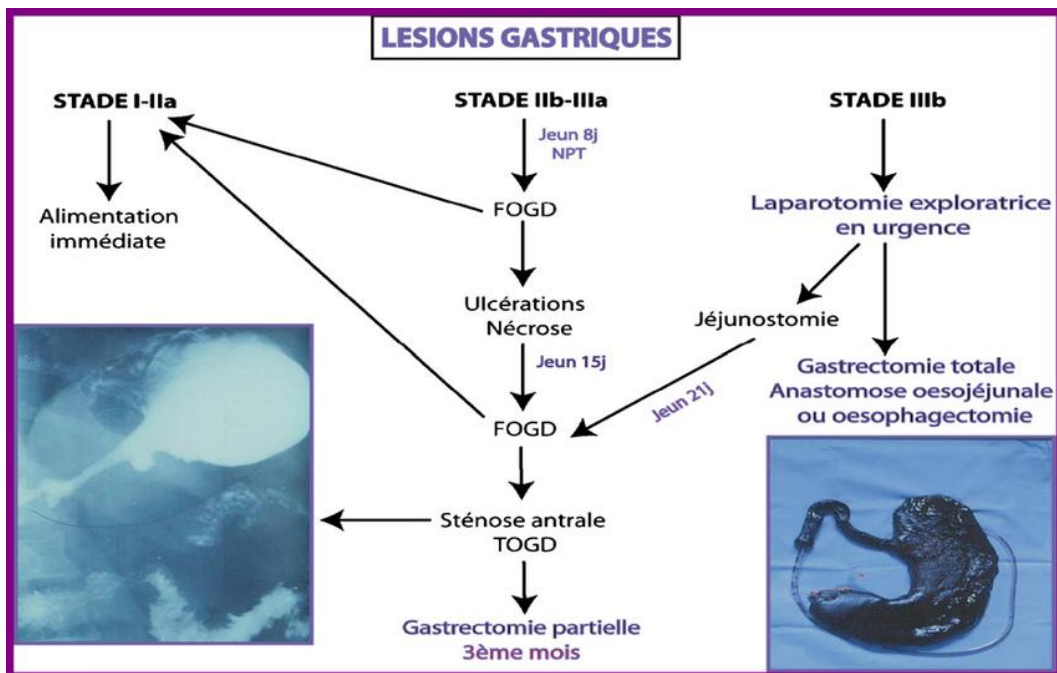 LESIONS GASTRIQUES
STADE I-IIa
Alimentation
immédiate
STADE IIb-IIIa
Jeun 8j
NPT
FOGD
Ulcérations
Nécrose
Jeun 15j
FOGD
Sténose antrale
TOGD
Gastrectomie partielle
3ème mois
STADE IIIb
Laparotomie exploratrice
en urgence
Jéjunostomie
Jeun 21j
Gastrectomie totale
Anastomose oesojéjunale
ou oesophagectomie